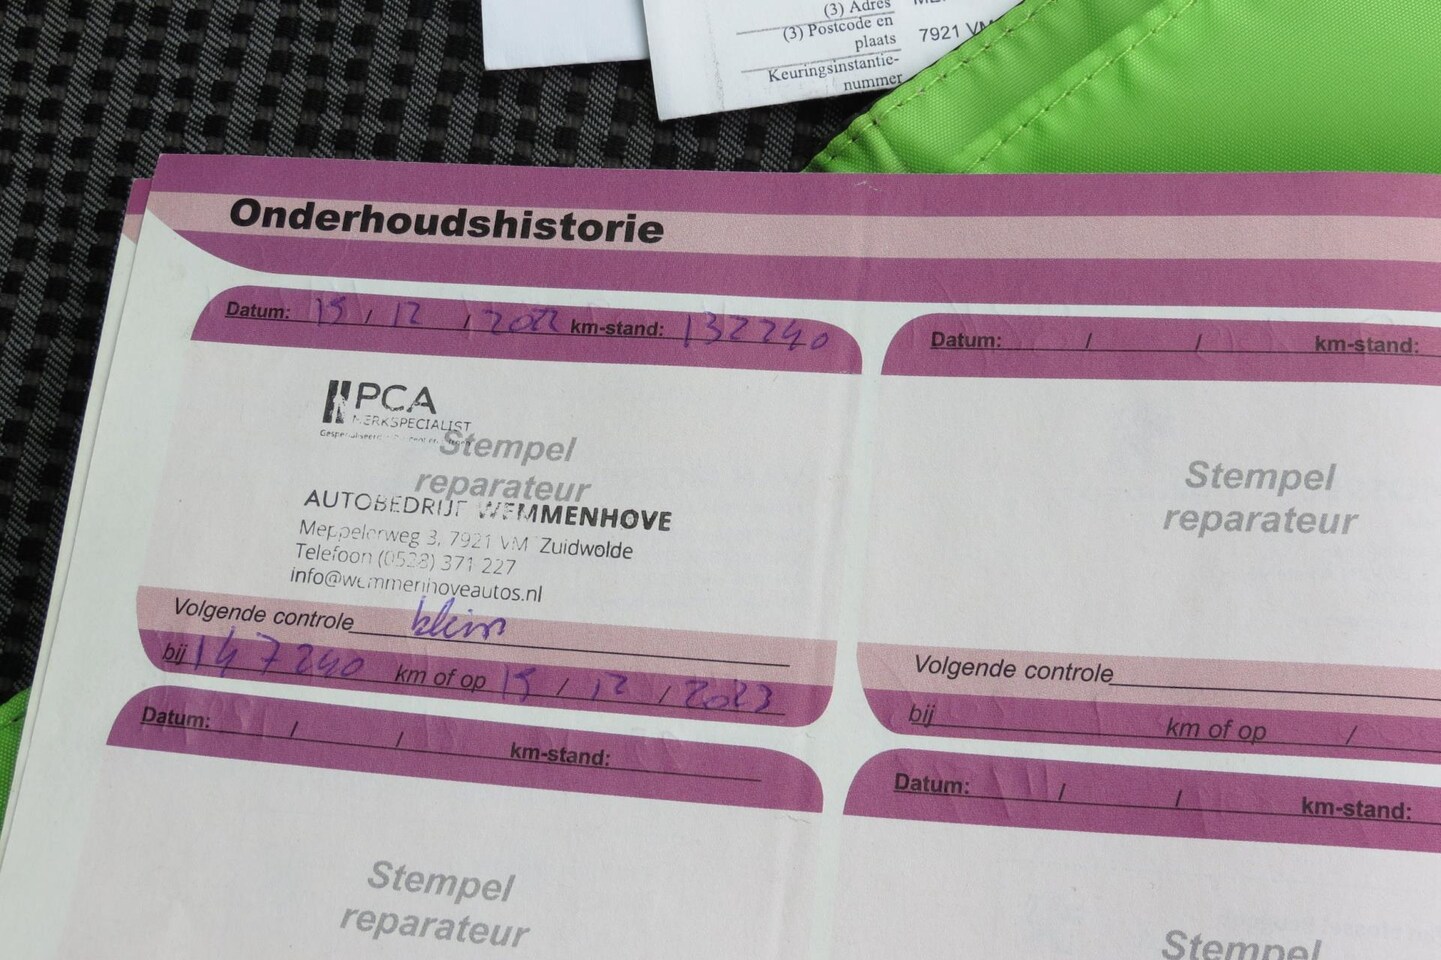 (3) Adres
(3) Postcode en
plaats 7921 VM
Keuringsinstantie-
nummer
Onderhoudshistorie
Datum: 15 / 12 / 2022 km-stand: 132240
PCA
MERKSPECIALIST
Stempel
reparateur
AUTOBEDRIJF WEMMENHOVE
Meppelerweg 3, 7921 VM Zuidwolde
Telefoon (0528) 371 227
info@wemmenhoveautos.nl
Volgende controle klein
bij 147240 km of op 15 / 12 / 2023
Datum: / / km-stand:
Stempel
reparateur
Volgende controle
bij km of op /
Datum: / / km-stand:
Stempel
reparateur
Datum: / / km-stand:
Stempel